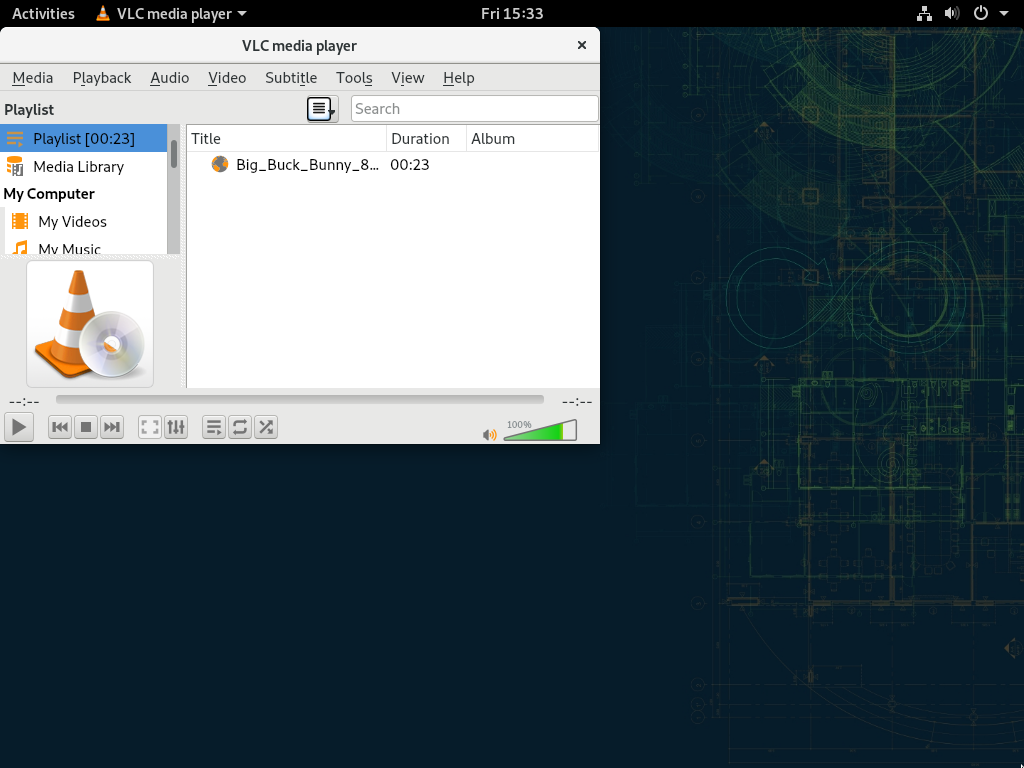 Activities VLC media player Fri 15:33
VLC media player
Media Playback Audio Video Subtitle Tools View Help
Playlist Search
Playlist [00:23] Title Duration Album
Media Library Big_Buck_Bunny_8... 00:23
My Computer
My Videos
My Music
--:-- --:--
100%